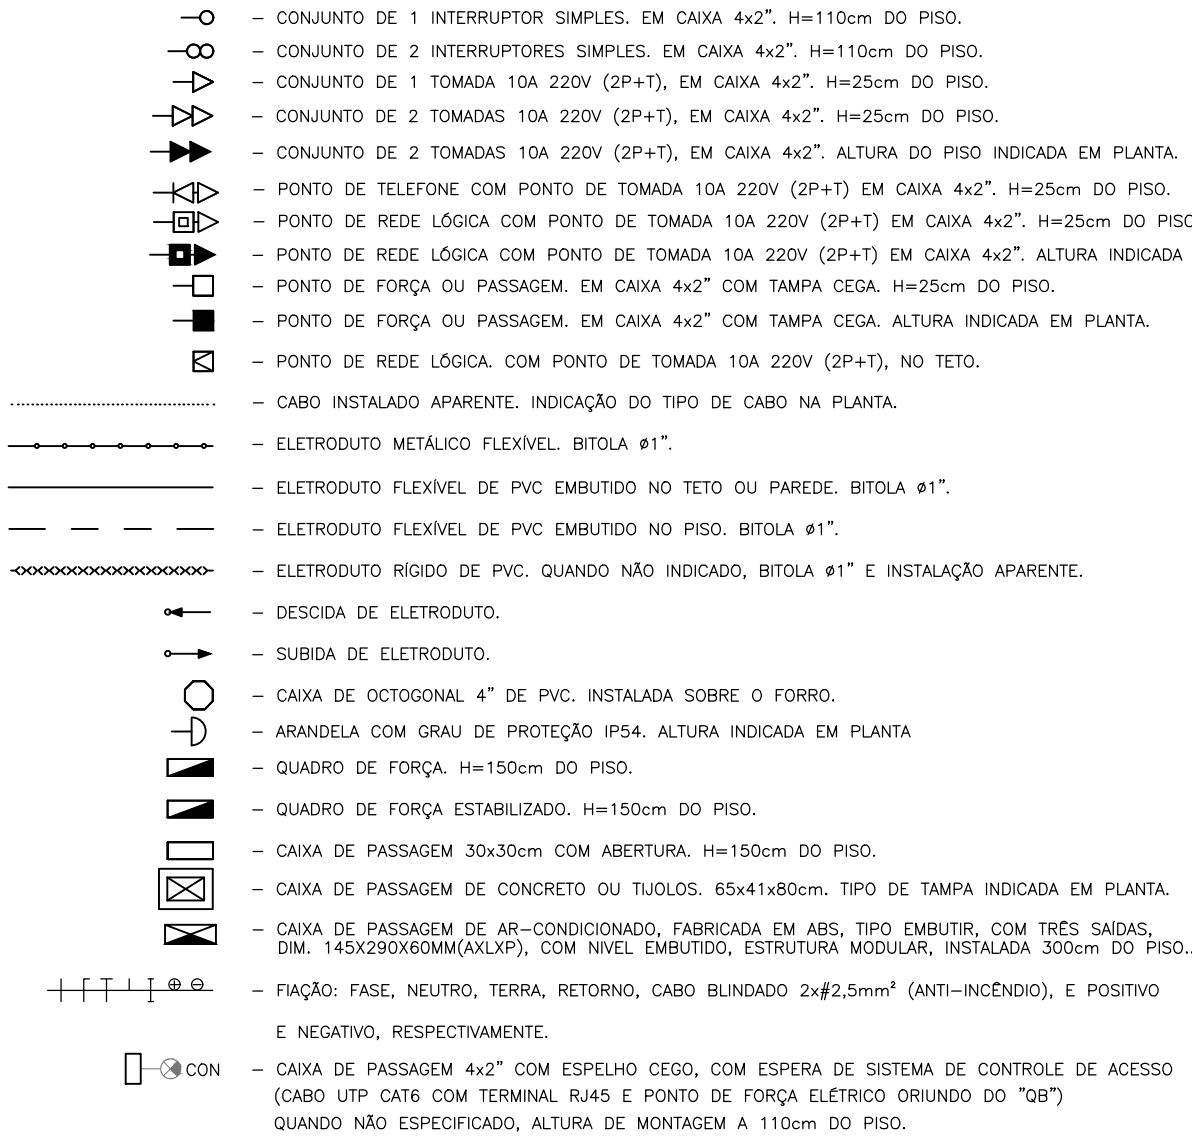 – CONJUNTO DE 1 INTERRUPTOR SIMPLES. EM CAIXA 4x2”. H=110cm DO PISO.
– CONJUNTO DE 2 INTERRUPTORES SIMPLES. EM CAIXA 4x2”. H=110cm DO PISO.
– CONJUNTO DE 1 TOMADA 10A 220V (2P+T), EM CAIXA 4x2”. H=25cm DO PISO.
– CONJUNTO DE 2 TOMADAS 10A 220V (2P+T), EM CAIXA 4x2”. H=25cm DO PISO.
– CONJUNTO DE 2 TOMADAS 10A 220V (2P+T), EM CAIXA 4x2”. ALTURA DO PISO INDICADA EM PLANTA.
– PONTO DE TELEFONE COM PONTO DE TOMADA 10A 220V (2P+T) EM CAIXA 4x2”. H=25cm DO PISO.
– PONTO DE REDE LÓGICA COM PONTO DE TOMADA 10A 220V (2P+T) EM CAIXA 4x2”. H=25cm DO PISO
– PONTO DE REDE LÓGICA COM PONTO DE TOMADA 10A 220V (2P+T) EM CAIXA 4x2”. ALTURA INDICADA
– PONTO DE FORÇA OU PASSAGEM. EM CAIXA 4x2” COM TAMPA CEGA. H=25cm DO PISO.
– PONTO DE FORÇA OU PASSAGEM. EM CAIXA 4x2” COM TAMPA CEGA. ALTURA INDICADA EM PLANTA.
– PONTO DE REDE LÓGICA. COM PONTO DE TOMADA 10A 220V (2P+T), NO TETO.
– CABO INSTALADO APARENTE. INDICAÇÃO DO TIPO DE CABO NA PLANTA.
– ELETRODUTO METÁLICO FLEXÍVEL. BITOLA ø1”.
– ELETRODUTO FLEXÍVEL DE PVC EMBUTIDO NO TETO OU PAREDE. BITOLA ø1”.
– ELETRODUTO FLEXÍVEL DE PVC EMBUTIDO NO PISO. BITOLA ø1”.
– ELETRODUTO RÍGIDO DE PVC. QUANDO NÃO INDICADO, BITOLA ø1” E INSTALAÇÃO APARENTE.
– DESCIDA DE ELETRODUTO.
– SUBIDA DE ELETRODUTO.
– CAIXA DE OCTOGONAL 4” DE PVC. INSTALADA SOBRE O FORRO.
– ARANDELA COM GRAU DE PROTEÇÃO IP54. ALTURA INDICADA EM PLANTA
– QUADRO DE FORÇA. H=150cm DO PISO.
– QUADRO DE FORÇA ESTABILIZADO. H=150cm DO PISO.
– CAIXA DE PASSAGEM 30x30cm COM ABERTURA. H=150cm DO PISO.
– CAIXA DE PASSAGEM DE CONCRETO OU TIJOLOS. 65x41x80cm. TIPO DE TAMPA INDICADA EM PLANTA.
– CAIXA DE PASSAGEM DE AR–CONDICIONADO, FABRICADA EM ABS, TIPO EMBUTIR, COM TRÊS SAÍDAS,
DIM. 145X290X60MM(AXLXP), COM NIVEL EMBUTIDO, ESTRUTURA MODULAR, INSTALADA 300cm DO PISO..
– FIAÇÃO: FASE, NEUTRO, TERRA, RETORNO, CABO BLINDADO 2x#2,5mm² (ANTI–INCÊNDIO), E POSITIVO
E NEGATIVO, RESPECTIVAMENTE.
CON – CAIXA DE PASSAGEM 4x2” COM ESPELHO CEGO, COM ESPERA DE SISTEMA DE CONTROLE DE ACESSO
(CABO UTP CAT6 COM TERMINAL RJ45 E PONTO DE FORÇA ELÉTRICO ORIUNDO DO ”QB”)
QUANDO NÃO ESPECIFICADO, ALTURA DE MONTAGEM A 110cm DO PISO.